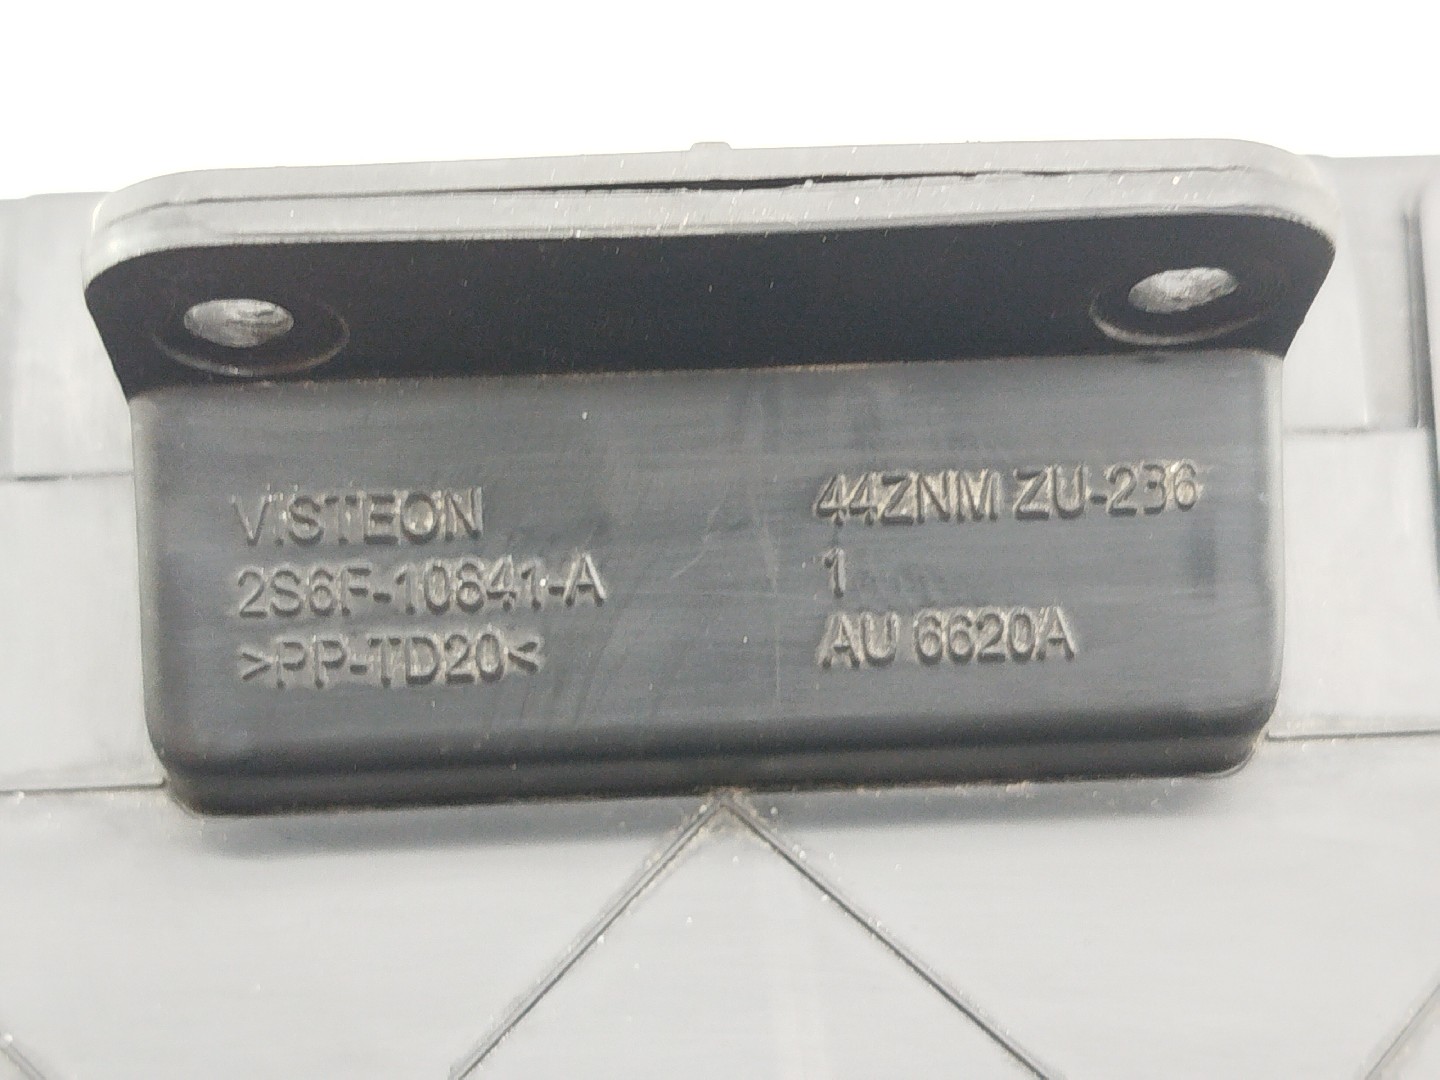 VISTEON
2S6F-10841-A
>PP-TD20<
44ZNM ZU-236
1
AU 6620A